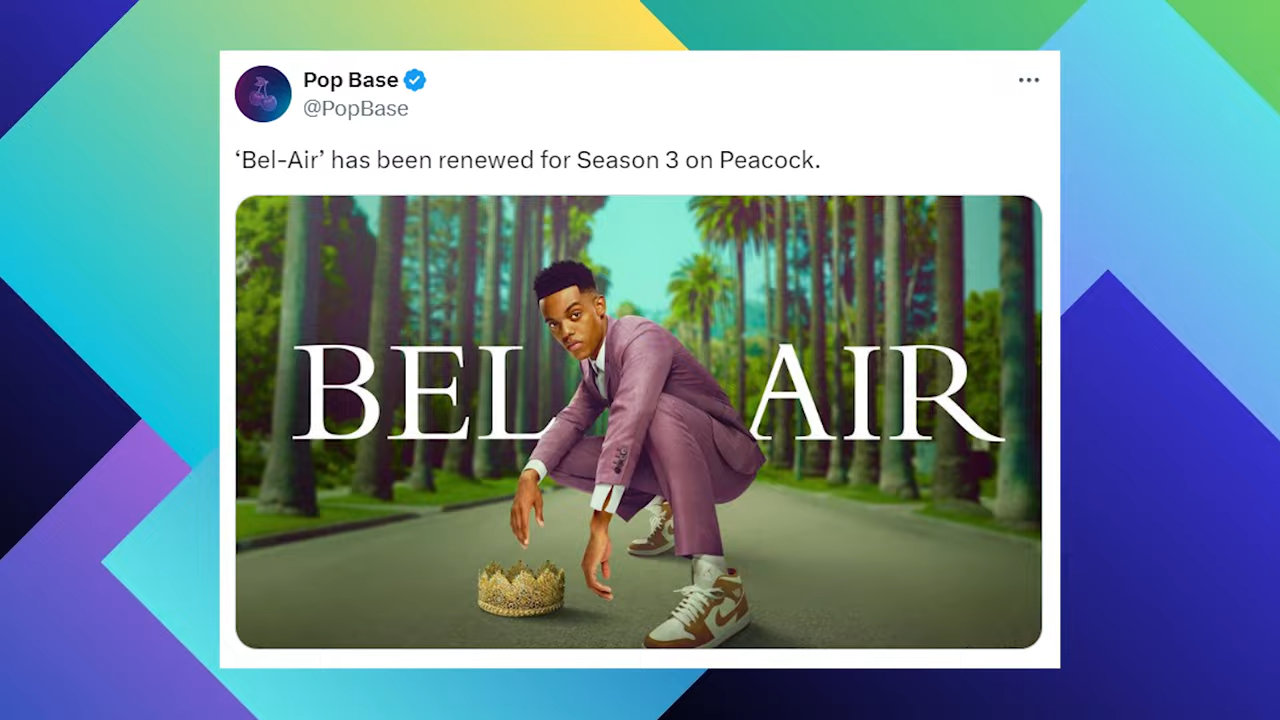 Pop Base
@PopBase
‘Bel-Air’ has been renewed for Season 3 on Peacock.
BEL AIR